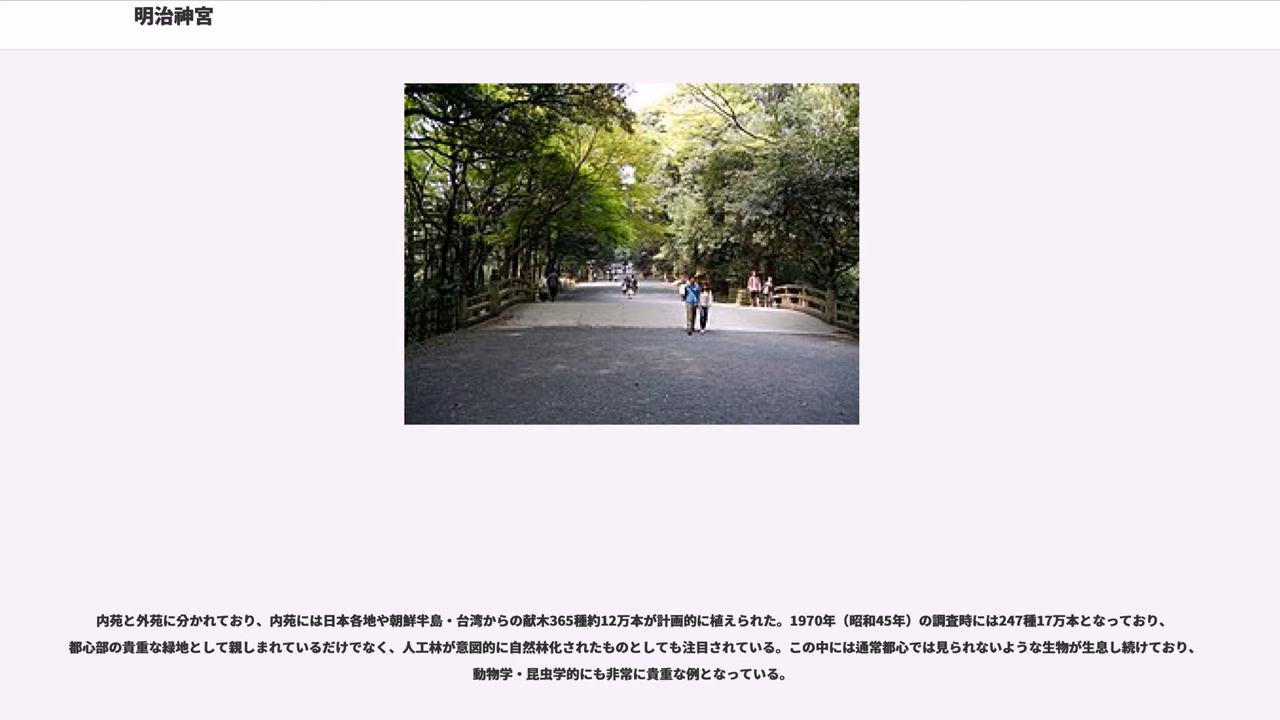 明治神宮
内苑と外苑に分かれており、内苑には日本各地や朝鮮半島・台湾からの献木365種約12万本が計画的に植えられた。1970年（昭和45年）の調査時には247種17万本となっており、
都心部の貴重な緑地として親しまれているだけでなく、人工林が意図的に自然林化されたものとしても注目されている。この中には通常都心では見られないような生物が生息し続けており、
動物学・昆虫学的にも非常に貴重な例となっている。